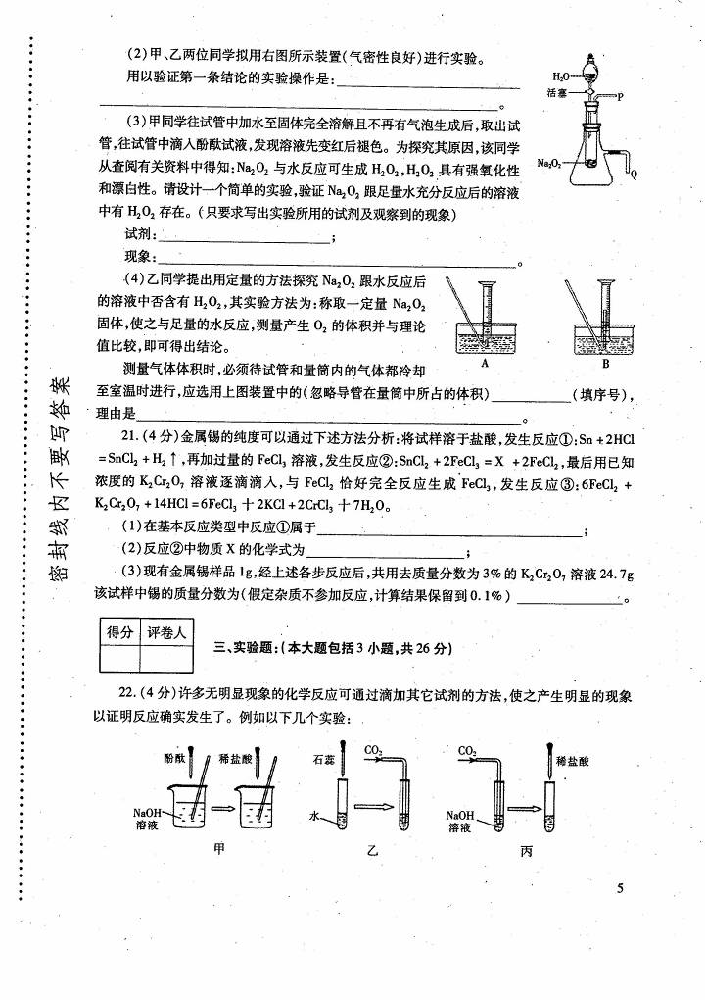 (2)甲、乙两位同学拟用右图所示装置(气密性良好)进行实验。
用以验证第一条结论的实验操作是:
。
H₂O
活塞
P
Na₂O₂
Q
(3)甲同学往试管中加水至固体完全溶解且不再有气泡生成后,取出试
管,往试管中滴入酚酞试液,发现溶液先变红后褪色。为探究其原因,该同学
从查阅有关资料中得知:Na₂O₂ 与水反应可生成 H₂O₂,H₂O₂ 具有强氧化性
和漂白性。请设计一个简单的实验,验证 Na₂O₂ 跟足量水充分反应后的溶液
中有 H₂O₂ 存在。(只要求写出实验所用的试剂及观察到的现象)
试剂: ;
现象: 。
(4)乙同学提出用定量的方法探究 Na₂O₂ 跟水反应后
的溶液中否含有 H₂O₂,其实验方法为:称取一定量 Na₂O₂
固体,使之与足量的水反应,测量产生 O₂ 的体积并与理论
值比较,即可得出结论。
A
B
测量气体体积时,必须待试管和量筒内的气体都冷却
至室温时进行,应选用上图装置中的(忽略导管在量筒中所占的体积) (填序号),
理由是 。
21.(4分)金属锡的纯度可以通过下述方法分析:将试样溶于盐酸,发生反应①:Sn+2HCl
=SnCl₂+H₂↑,再加过量的 FeCl₃ 溶液,发生反应②:SnCl₂+2FeCl₃=X +2FeCl₂,最后用已知
浓度的 K₂Cr₂O₇ 溶液逐滴滴入,与 FeCl₂ 恰好完全反应生成 FeCl₃,发生反应③:6FeCl₂+
K₂Cr₂O₇+14HCl=6FeCl₃十2KCl+2CrCl₃十7H₂O。
(1)在基本反应类型中反应①属于 ;
(2)反应②中物质 X 的化学式为 ;
(3)现有金属锡样品 1g,经上述各步反应后,共用去质量分数为 3% 的 K₂Cr₂O₇ 溶液 24.7g
该试样中锡的质量分数为(假定杂质不参加反应,计算结果保留到 0.1%) 。
得分 评卷人
三、实验题:(本大题包括 3 小题,共 26 分)
22.(4分)许多无明显现象的化学反应可通过滴加其它试剂的方法,使之产生明显的现象
以证明反应确实发生了。例如以下几个实验:
酚酞 稀盐酸
NaOH
溶液
甲
石蕊 CO₂
水
乙
CO₂ 稀盐酸
NaOH
溶液
丙
5
密封线内不要写答案